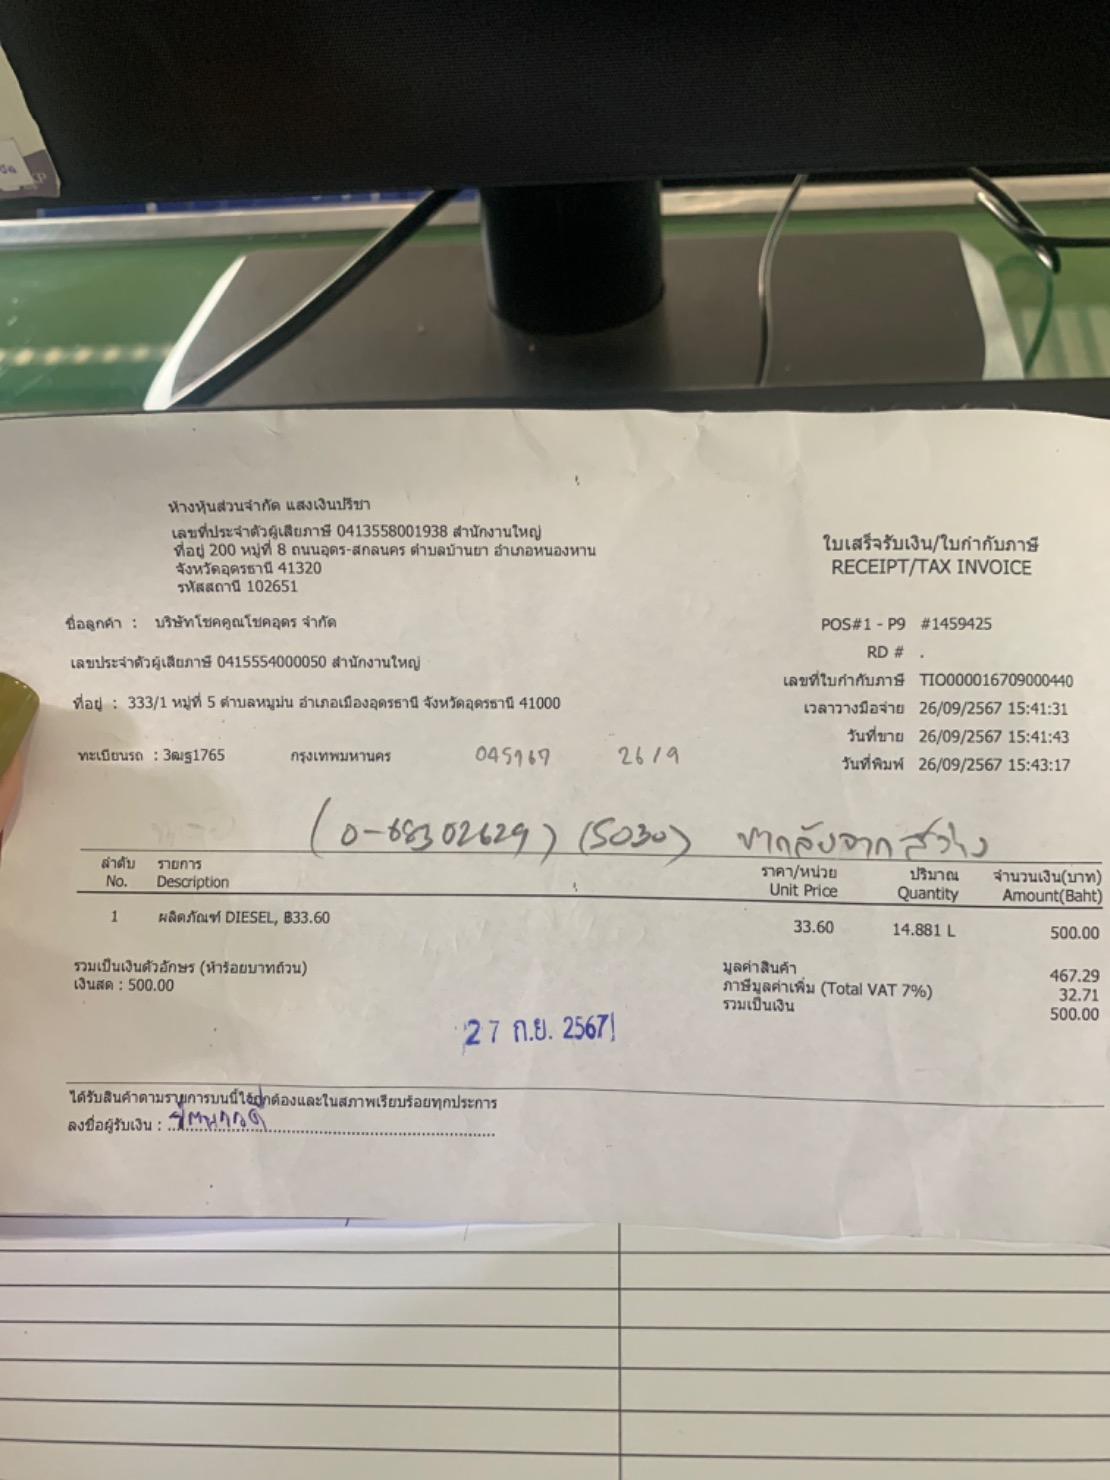 ห้างหุ้นส่วนจำกัด แสงเงินปรีชา
เลขที่ประจำตัวผู้เสียภาษี 0413558001938 สำนักงานใหญ่
ที่อยู่ 200 หมู่ที่ 8 ถนนอุดร-สกลนคร ตำบลบ้านยา อำเภอหนองหาน
จังหวัดอุดรธานี 41320
รหัสสถานี 102651
ใบเสร็จรับเงิน/ใบกำกับภาษี
RECEIPT/TAX INVOICE
ชื่อลูกค้า : บริษัทโชคคูณโชคอุดร จำกัด
POS#1 - P9 #1459425
RD # .
เลขประจำตัวผู้เสียภาษี 0415554000050 สำนักงานใหญ่
เลขที่ใบกำกับภาษี TIO000016709000440
ที่อยู่ : 333/1 หมู่ที่ 5 ตำบลหมูม่น อำเภอเมืองอุดรธานี จังหวัดอุดรธานี 41000
เวลาวางมือจ่าย 26/09/2567 15:41:31
วันที่ขาย 26/09/2567 15:41:43
ทะเบียนรถ : 3ฒฐ1765 กรุงเทพมหานคร 26/9
วันที่พิมพ์ 26/09/2567 15:43:17
(5030) ขากลับจากสว่าง
ลำดับ รายการ ราคา/หน่วย ปริมาณ จำนวนเงิน(บาท)
No. Description Unit Price Quantity Amount(Baht)
1 ผลิตภัณฑ์ DIESEL, ฿33.60 33.60 14.881 L 500.00
รวมเป็นเงินตัวอักษร (ห้าร้อยบาทถ้วน)
เงินสด : 500.00
มูลค่าสินค้า 467.29
ภาษีมูลค่าเพิ่ม (Total VAT 7%) 32.71
รวมเป็นเงิน 500.00
27 ก.ย. 2567
ได้รับสินค้าตามรายการบนนี้ไว้ถูกต้องและในสภาพเรียบร้อยทุกประการ
ลงชื่อผู้รับเงิน :